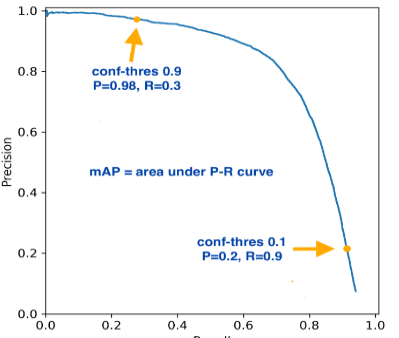 1.0
conf-thres 0.9
P=0.98, R=0.3
0.8
0.6
Precision
mAP = area under P-R curve
0.4
conf-thres 0.1
P=0.2, R=0.9
0.2
0.0
0.0 0.2 0.4 0.6 0.8 1.0